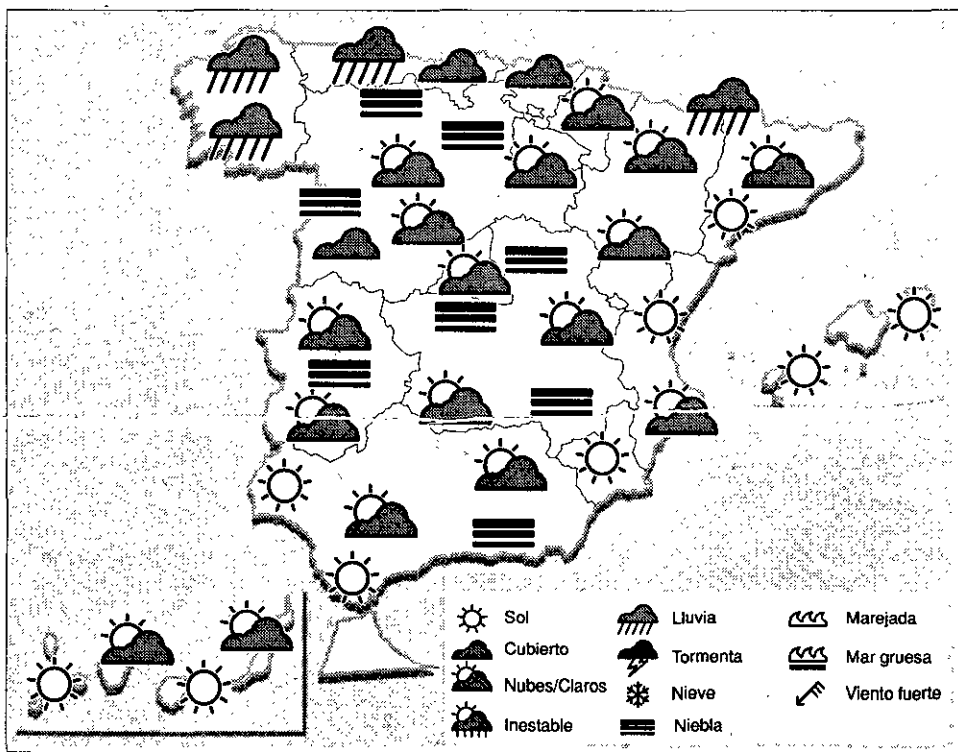 Sol
Cubierto
Nubes/Claros
Inestable
Lluvia
Tormenta
Nieve
Niebla
Marejada
Mar gruesa
Viento fuerte